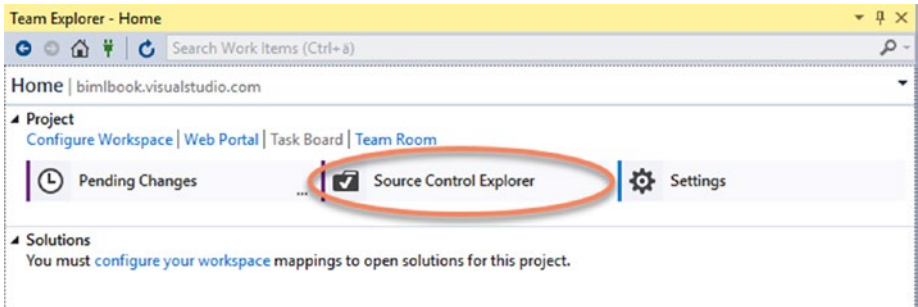 Team Explorer - Home
Search Work Items (Ctrl+ä)
Home | bimlbook.visualstudio.com
Project
Configure Workspace | Web Portal | Task Board | Team Room
Pending Changes ... Source Control Explorer Settings
Solutions
You must configure your workspace mappings to open solutions for this project.